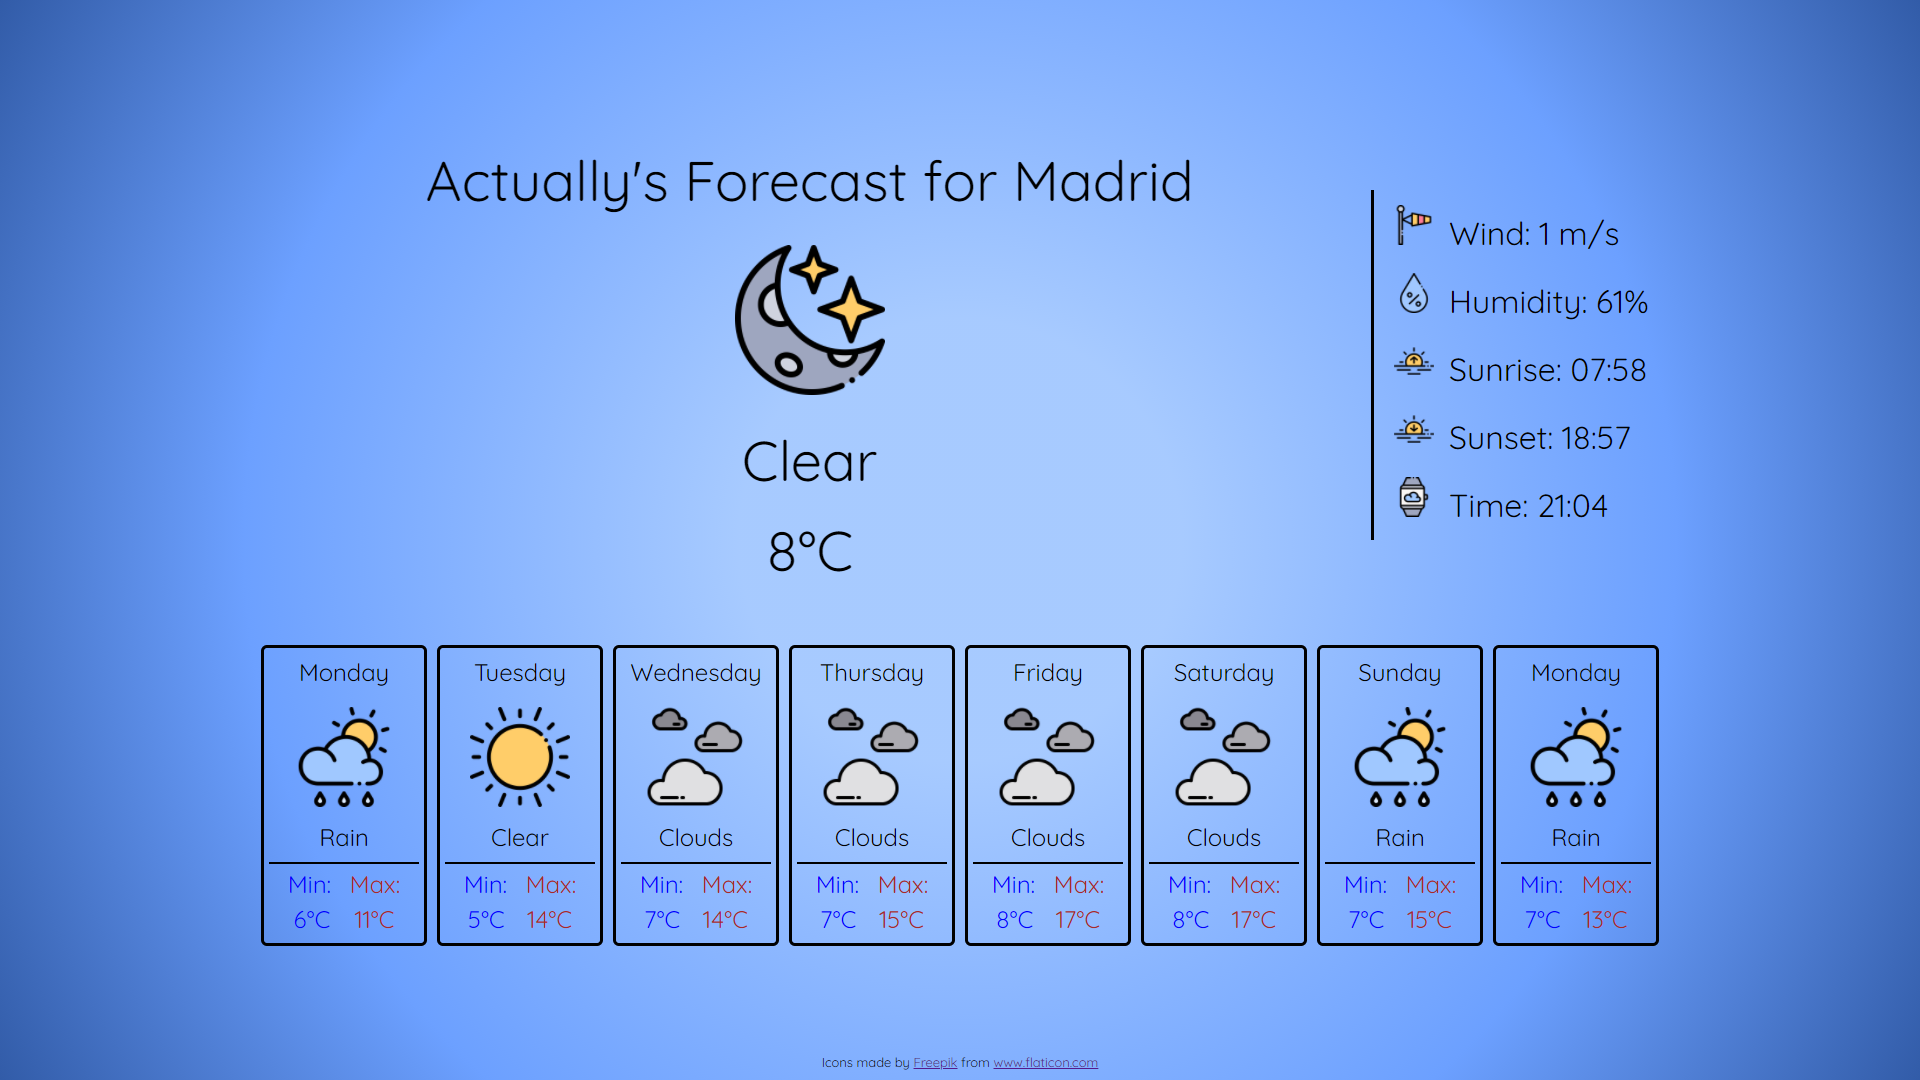 Actually's Forecast for Madrid
Clear
8°C
Wind: 1 m/s
Humidity: 61%
Sunrise: 07:58
Sunset: 18:57
Time: 21:04
Monday
Rain
Min: Max:
6°C 11°C
Tuesday
Clear
Min: Max:
5°C 14°C
Wednesday
Clouds
Min: Max:
7°C 14°C
Thursday
Clouds
Min: Max:
7°C 15°C
Friday
Clouds
Min: Max:
8°C 17°C
Saturday
Clouds
Min: Max:
8°C 17°C
Sunday
Rain
Min: Max:
7°C 15°C
Monday
Rain
Min: Max:
7°C 13°C
Icons made by Freepik from www.flaticon.com